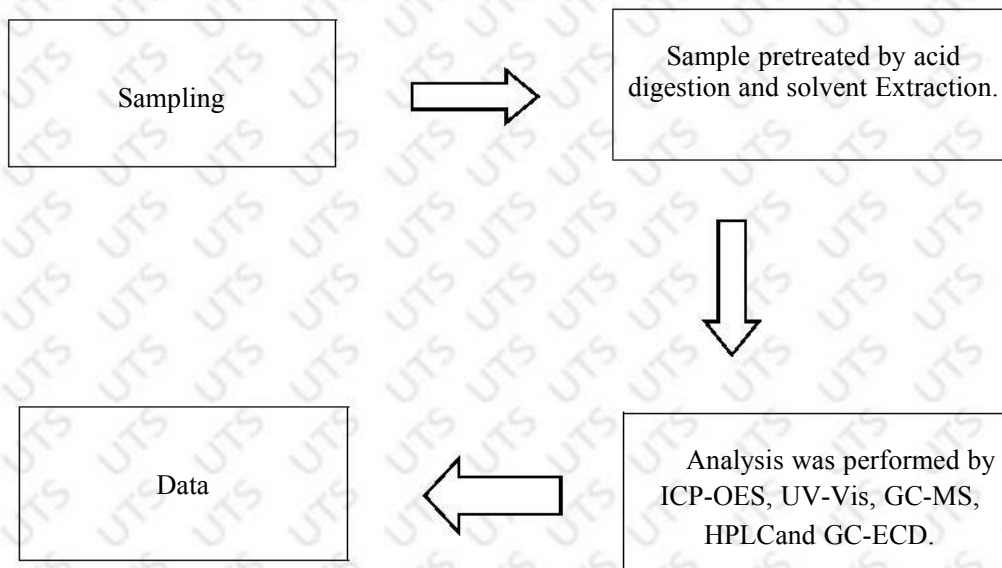 Sampling
Sample pretreated by acid
digestion and solvent Extraction.
Analysis was performed by
ICP-OES, UV-Vis, GC-MS,
HPLCand GC-ECD.
Data
UTS